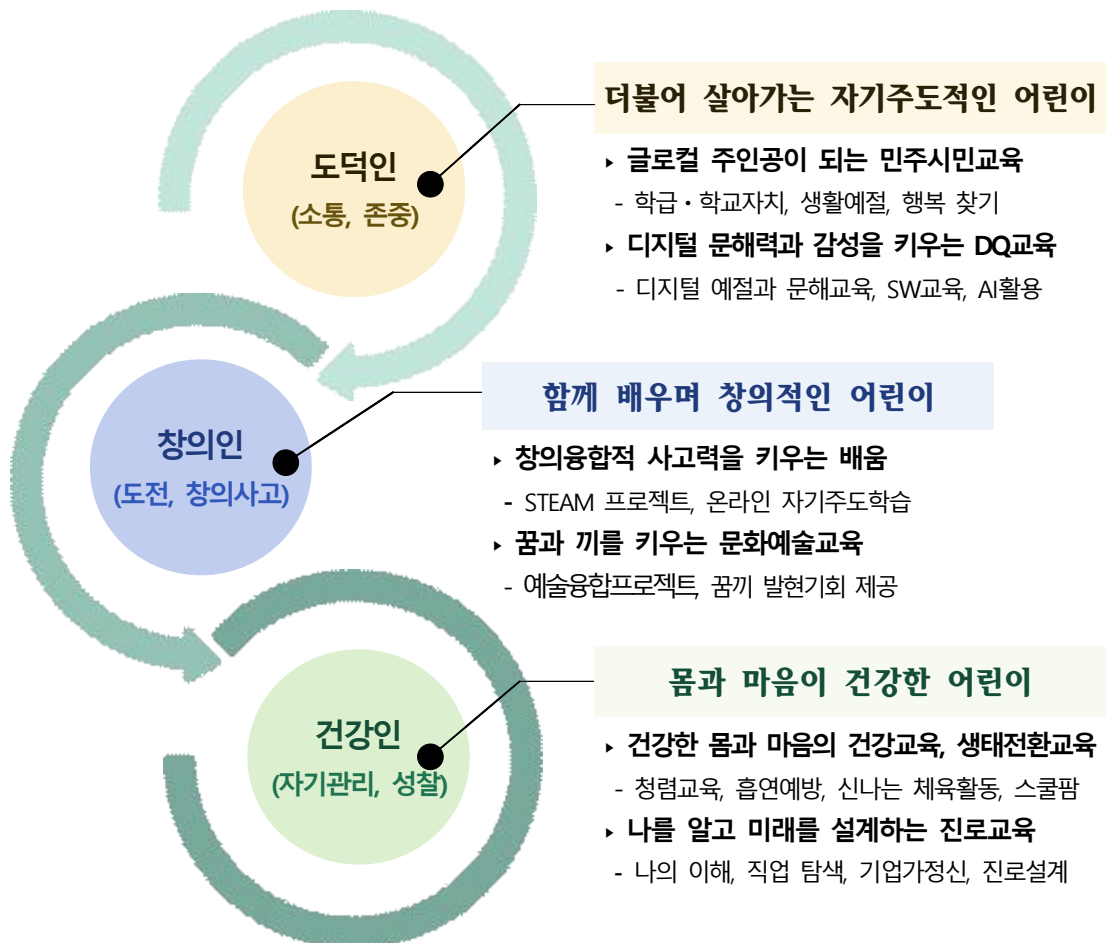 도덕인
(소통, 존중)
더불어 살아가는 자기주도적인 어린이
▸ 글로컬 주인공이 되는 민주시민교육
- 학급・학교자치, 생활예절, 행복 찾기
▸ 디지털 문해력과 감성을 키우는 DQ교육
- 디지털 예절과 문해교육, SW교육, AI활용
창의인
(도전, 창의사고)
함께 배우며 창의적인 어린이
▸ 창의융합적 사고력을 키우는 배움
- STEAM 프로젝트, 온라인 자기주도학습
▸ 꿈과 끼를 키우는 문화예술교육
- 예술융합프로젝트, 꿈끼 발현기회 제공
건강인
(자기관리, 성찰)
몸과 마음이 건강한 어린이
▸ 건강한 몸과 마음의 건강교육, 생태전환교육
- 청렴교육, 흡연예방, 신나는 체육활동, 스쿨팜
▸ 나를 알고 미래를 설계하는 진로교육
- 나의 이해, 직업 탐색, 기업가정신, 진로설계